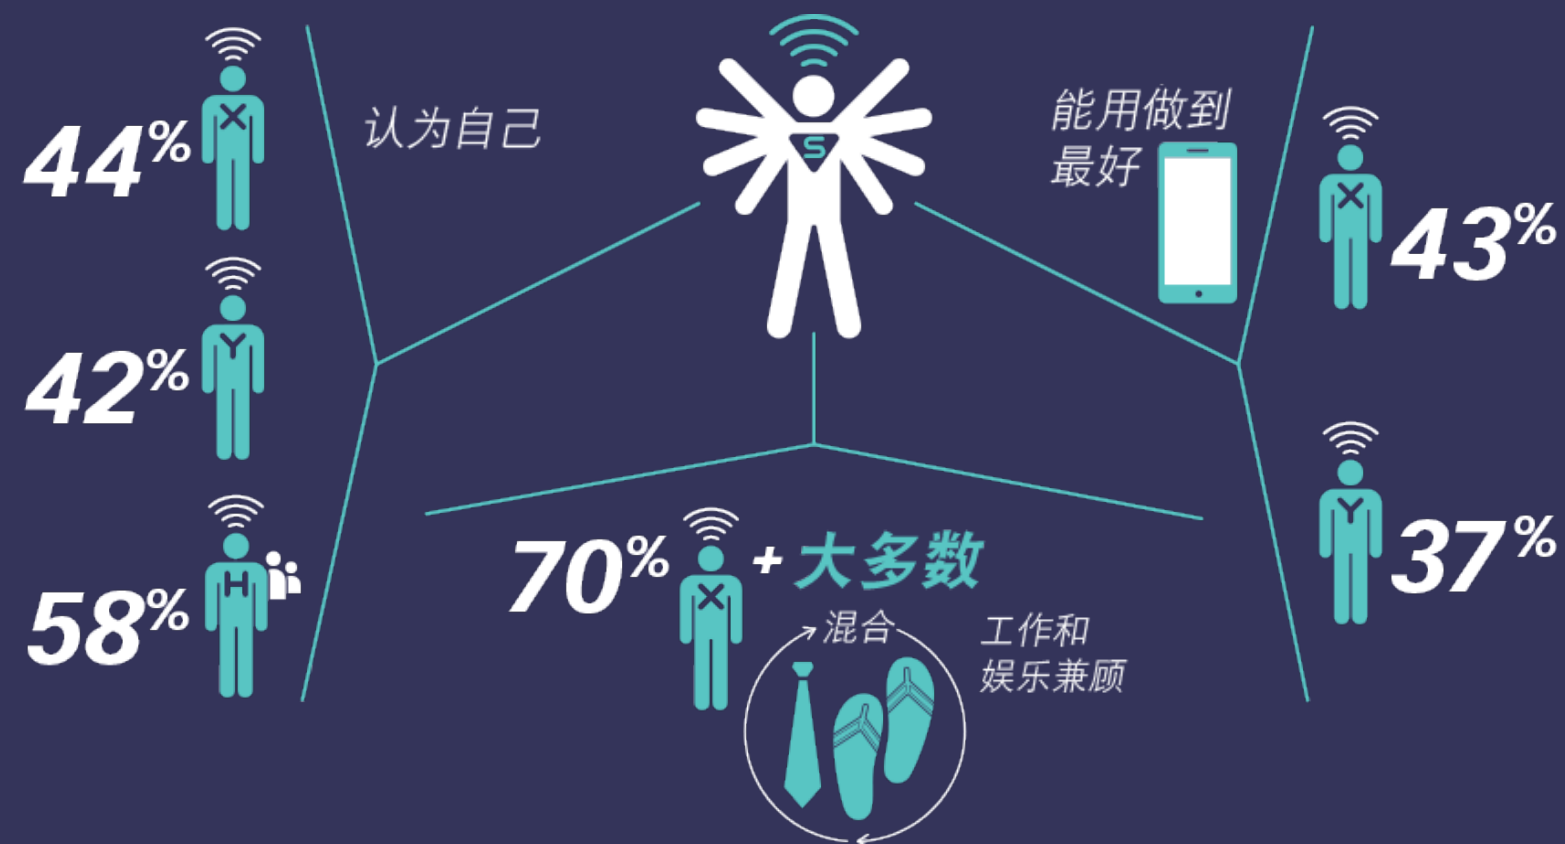 44%
X
42%
Y
58%
H
认为自己
S
能用做到
最好
X
43%
Y
37%
70%
X
+ 大多数
混合
工作和
娱乐兼顾